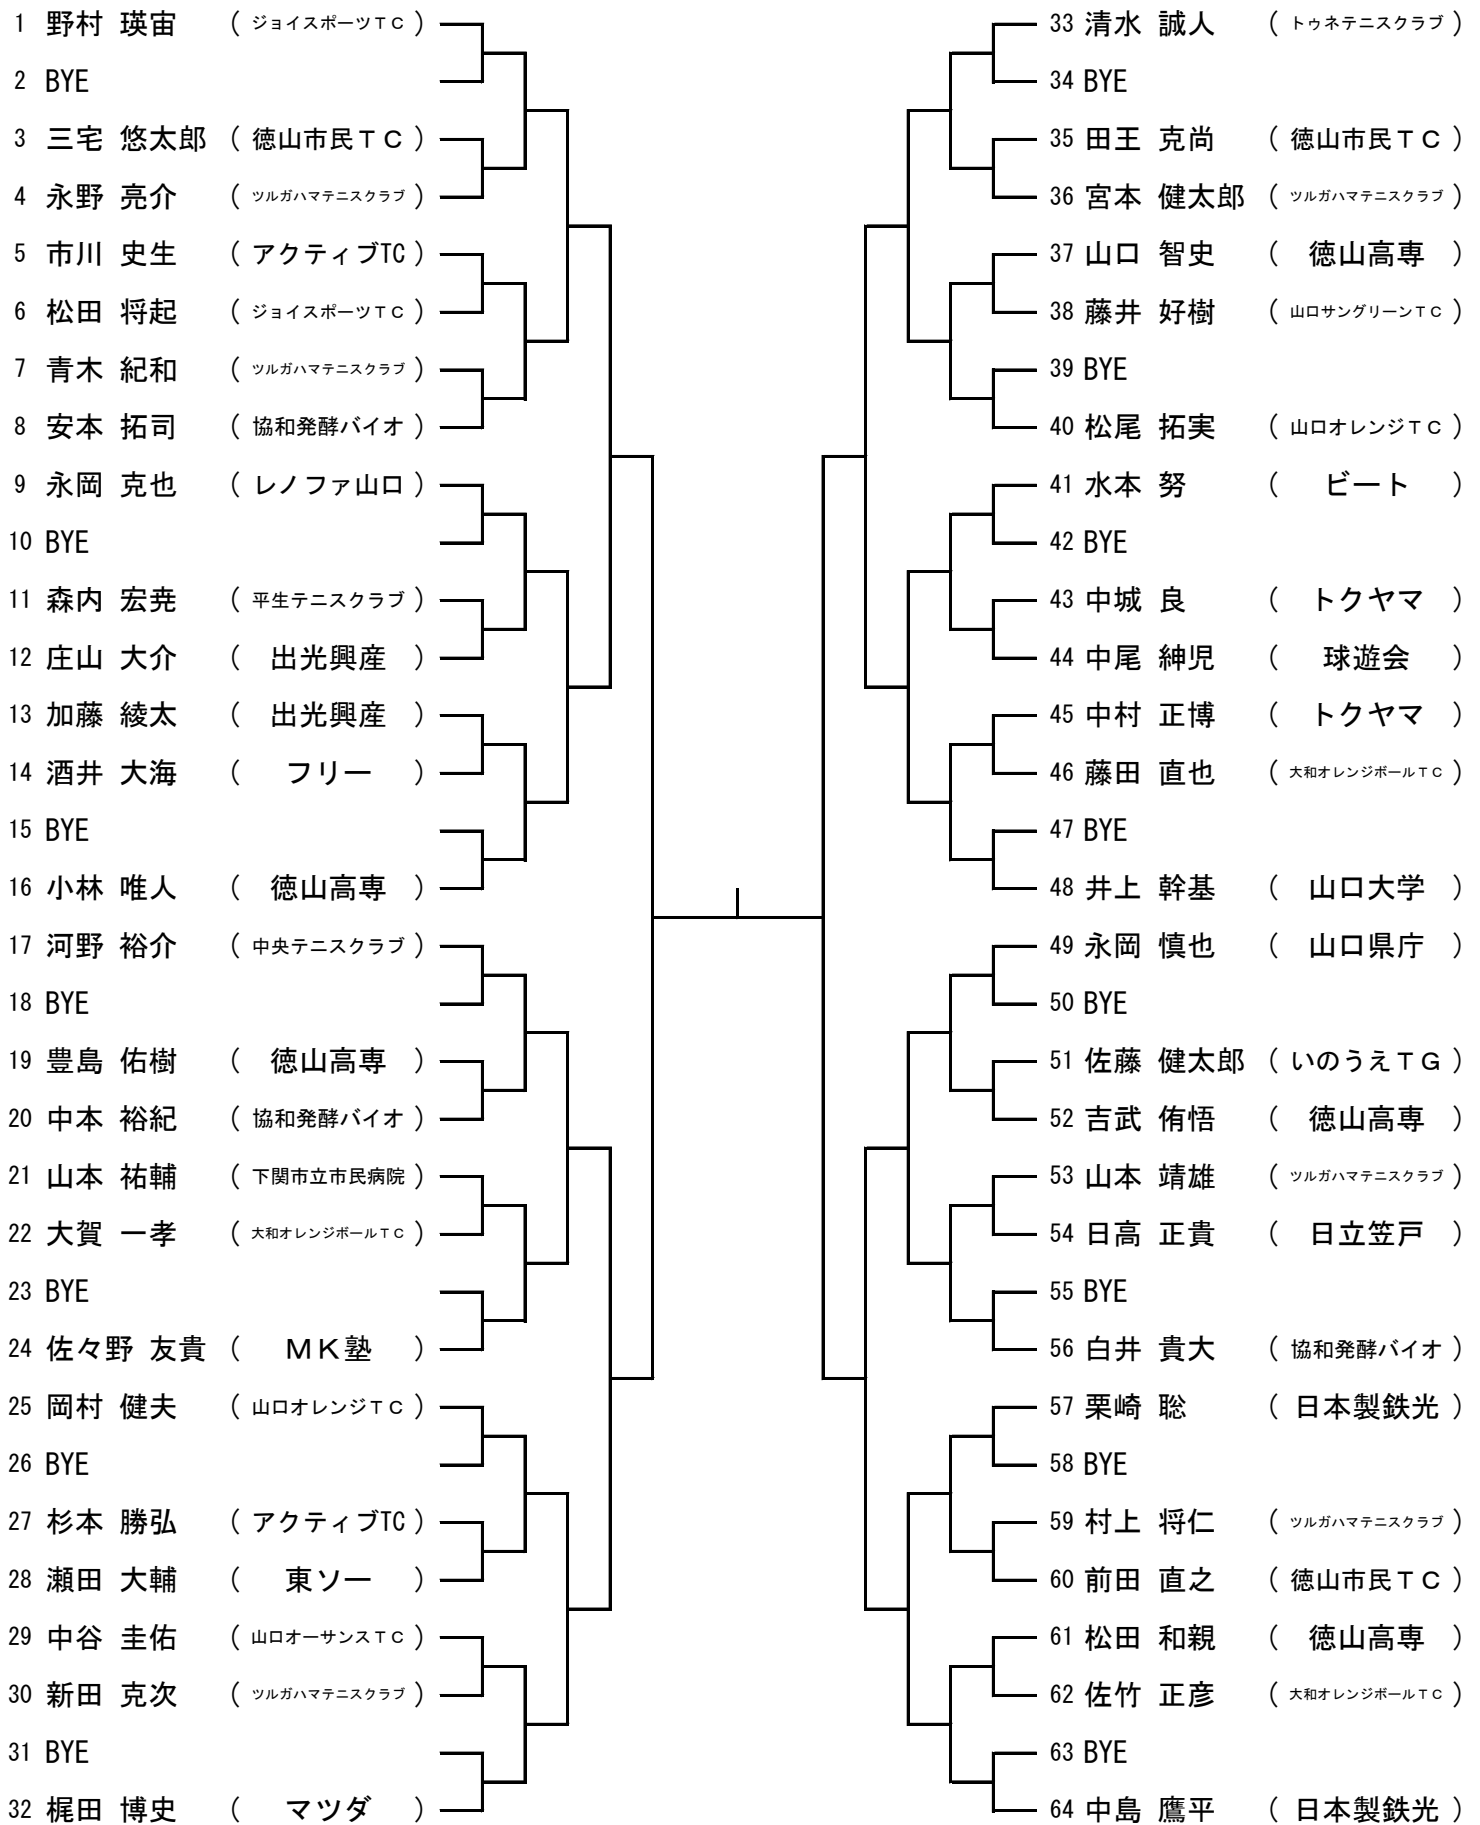 1 野村 瑛宙 ( ジョイスポーツＴＣ )
2 BYE
3 三宅 悠太郎 ( 徳山市民ＴＣ )
4 永野 亮介 ( ツルガハマテニスクラブ )
5 市川 史生 ( アクティブTC )
6 松田 将起 ( ジョイスポーツＴＣ )
7 青木 紀和 ( ツルガハマテニスクラブ )
8 安本 拓司 ( 協和発酵バイオ )
9 永岡 克也 ( レノファ山口 )
10 BYE
11 森内 宏尭 ( 平生テニスクラブ )
12 庄山 大介 ( 出光興産 )
13 加藤 綾太 ( 出光興産 )
14 酒井 大海 ( フリー )
15 BYE
16 小林 唯人 ( 徳山高専 )
17 河野 裕介 ( 中央テニスクラブ )
18 BYE
19 豊島 佑樹 ( 徳山高専 )
20 中本 裕紀 ( 協和発酵バイオ )
21 山本 祐輔 ( 下関市立市民病院 )
22 大賀 一孝 ( 大和オレンジボールＴＣ )
23 BYE
24 佐々野 友貴 ( ＭＫ塾 )
25 岡村 健夫 ( 山口オレンジＴＣ )
26 BYE
27 杉本 勝弘 ( アクティブTC )
28 瀬田 大輔 ( 東ソー )
29 中谷 圭佑 ( 山口オーサンスＴＣ )
30 新田 克次 ( ツルガハマテニスクラブ )
31 BYE
32 梶田 博史 ( マツダ )
33 清水 誠人 ( トゥネテニスクラブ )
34 BYE
35 田王 克尚 ( 徳山市民ＴＣ )
36 宮本 健太郎 ( ツルガハマテニスクラブ )
37 山口 智史 ( 徳山高専 )
38 藤井 好樹 ( 山口サングリーンＴＣ )
39 BYE
40 松尾 拓実 ( 山口オレンジＴＣ )
41 水本 努 ( ビート )
42 BYE
43 中城 良 ( トクヤマ )
44 中尾 紳児 ( 球遊会 )
45 中村 正博 ( トクヤマ )
46 藤田 直也 ( 大和オレンジボールＴＣ )
47 BYE
48 井上 幹基 ( 山口大学 )
49 永岡 慎也 ( 山口県庁 )
50 BYE
51 佐藤 健太郎 ( いのうえＴＧ )
52 吉武 侑悟 ( 徳山高専 )
53 山本 靖雄 ( ツルガハマテニスクラブ )
54 日高 正貴 ( 日立笠戸 )
55 BYE
56 白井 貴大 ( 協和発酵バイオ )
57 栗崎 聡 ( 日本製鉄光 )
58 BYE
59 村上 将仁 ( ツルガハマテニスクラブ )
60 前田 直之 ( 徳山市民ＴＣ )
61 松田 和親 ( 徳山高専 )
62 佐竹 正彦 ( 大和オレンジボールＴＣ )
63 BYE
64 中島 鷹平 ( 日本製鉄光 )